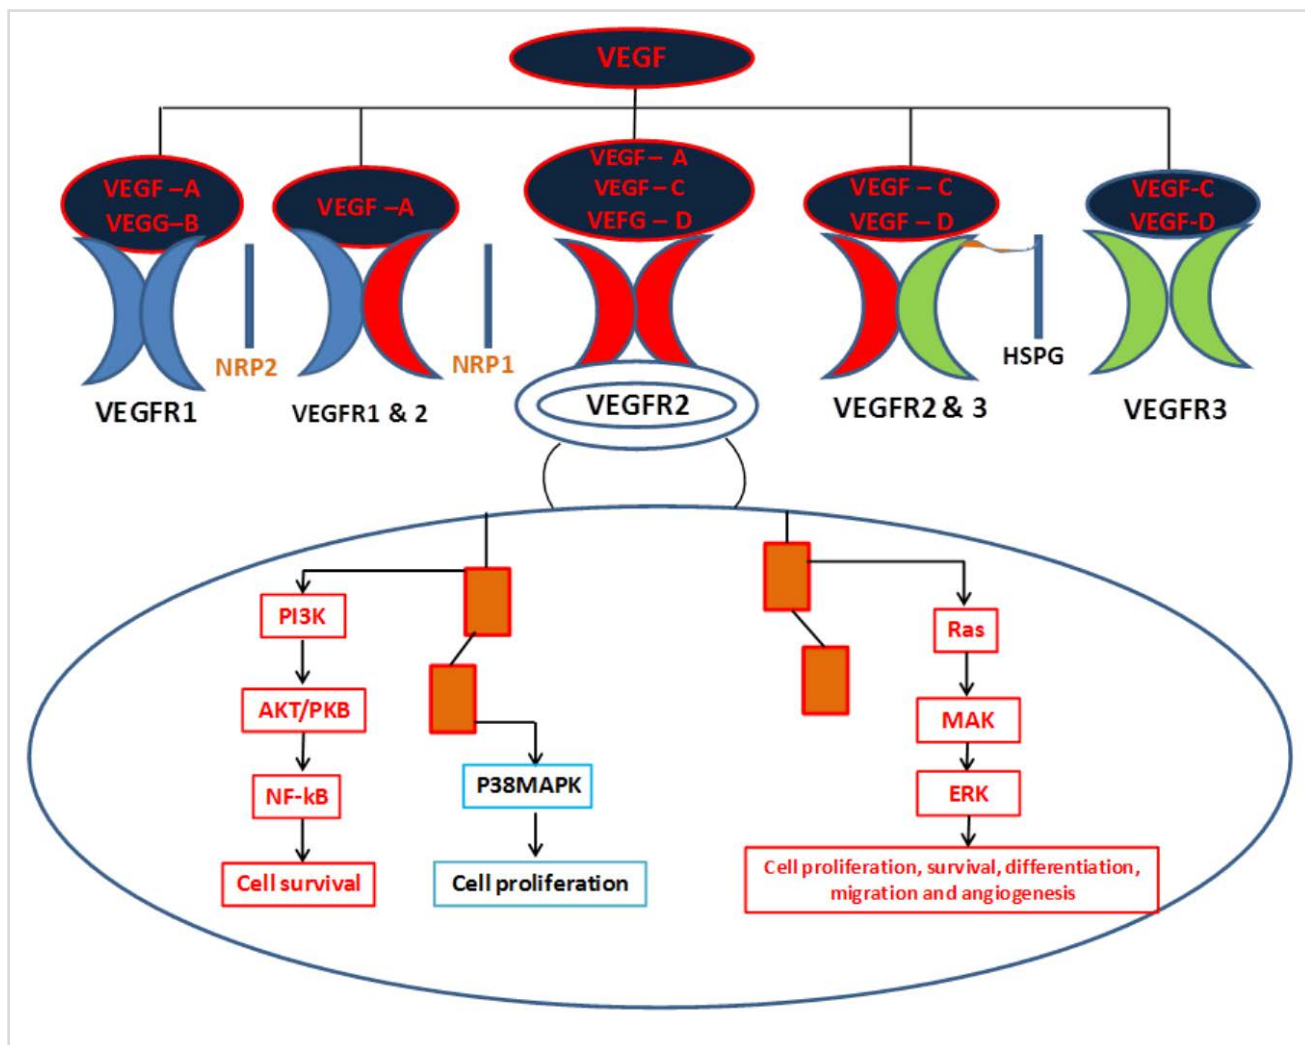 VEGF
VEGF –A
VEGG–B
VEGF –A
VEGF – A
VEGF – C
VEFG – D
VEGF – C
VEGF – D
VEGF-C
VEGF-D
NRP2
NRP1
HSPG
VEGFR1
VEGFR1 & 2
VEGFR2
VEGFR2 & 3
VEGFR3
PI3K
AKT/PKB
NF-kB
Cell survival
P38MAPK
Cell proliferation
Ras
MAK
ERK
Cell proliferation, survival, differentiation,
migration and angiogenesis